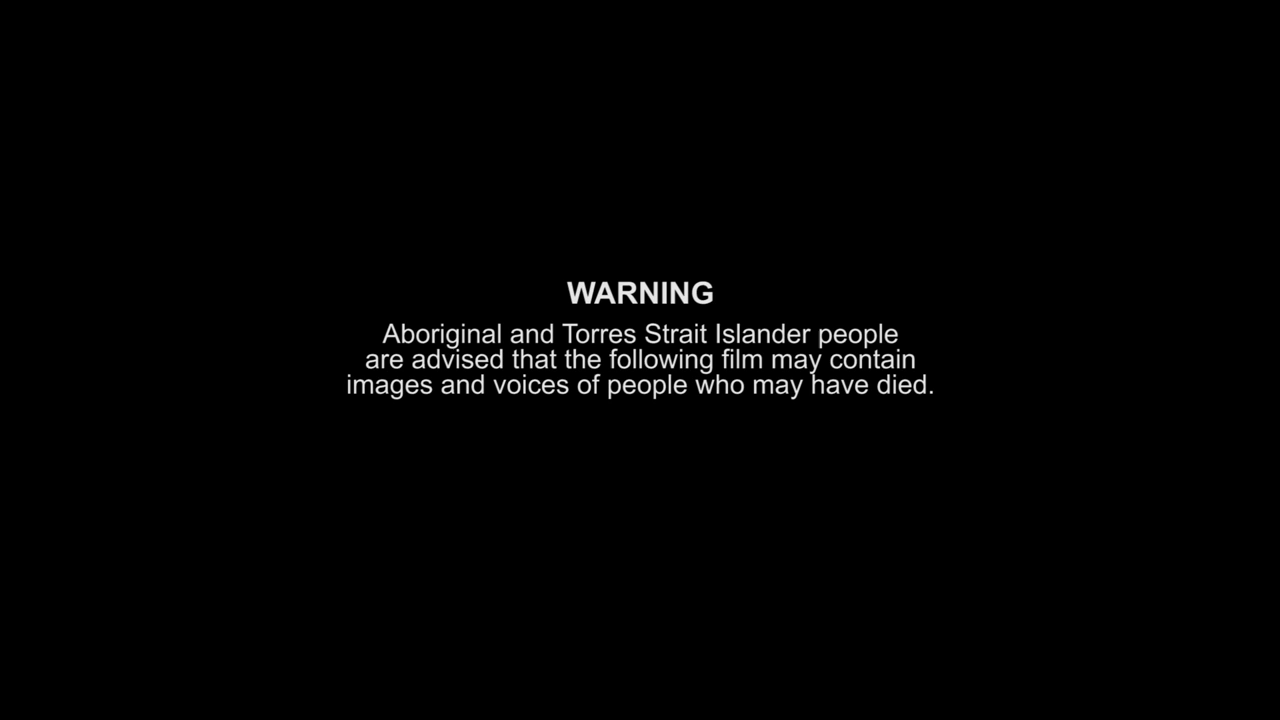 WARNING
Aboriginal and Torres Strait Islander people
are advised that the following film may contain
images and voices of people who may have died.